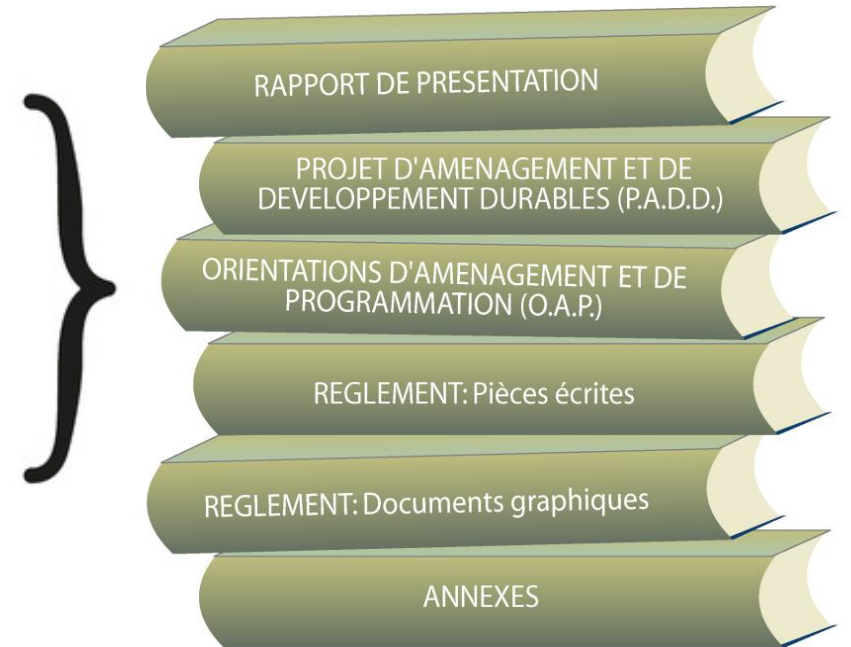 RAPPORT DE PRESENTATION
PROJET D'AMENAGEMENT ET DE
DEVELOPPEMENT DURABLES (P.A.D.D.)
ORIENTATIONS D'AMENAGEMENT ET DE
PROGRAMMATION (O.A.P.)
REGLEMENT: Pièces écrites
REGLEMENT: Documents graphiques
ANNEXES